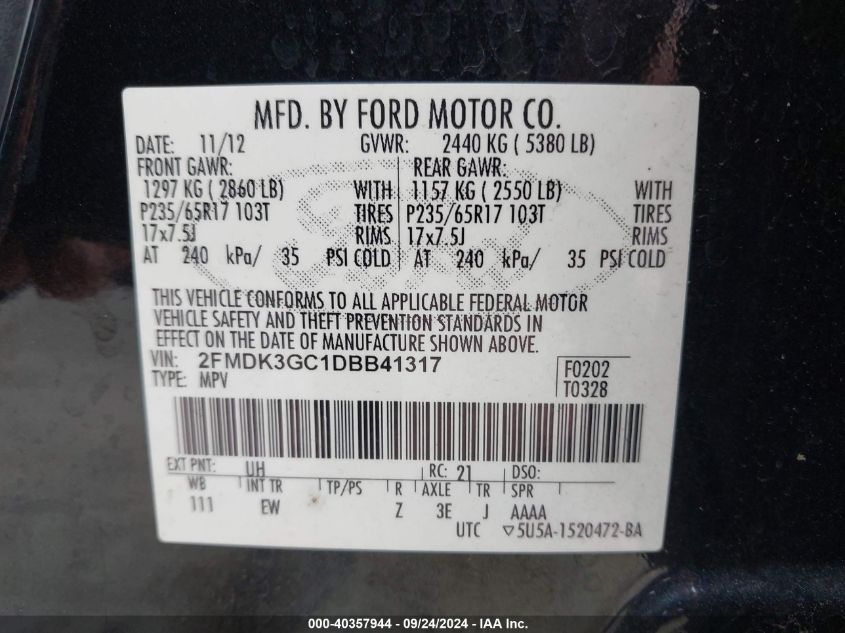 MFD. BY FORD MOTOR CO.
DATE: 11/12 GVWR: 2440 KG ( 5380 LB)
FRONT GAWR: REAR GAWR:
1297 KG ( 2860 LB) WITH 1157 KG ( 2550 LB) WITH
P235/65R17 103T TIRES P235/65R17 103T TIRES
17x7.5J RIMS 17x7.5J RIMS
AT 240 kPa/ 35 PSI COLD AT 240 kPa/ 35 PSI COLD
THIS VEHICLE CONFORMS TO ALL APPLICABLE FEDERAL MOTOR
VEHICLE SAFETY AND THEFT PREVENTION STANDARDS IN
EFFECT ON THE DATE OF MANUFACTURE SHOWN ABOVE.
VIN: 2FMDK3GC1DBB41317 F0202
TYPE: MPV T0328
EXT PNT: UH RC: 21 DSO:
WB INT TR TP/PS R AXLE TR SPR
111 EW Z 3E J AAAA
UTC ▽5U5A-1520472-BA
000-40357944 - 09/24/2024 - IAA Inc.